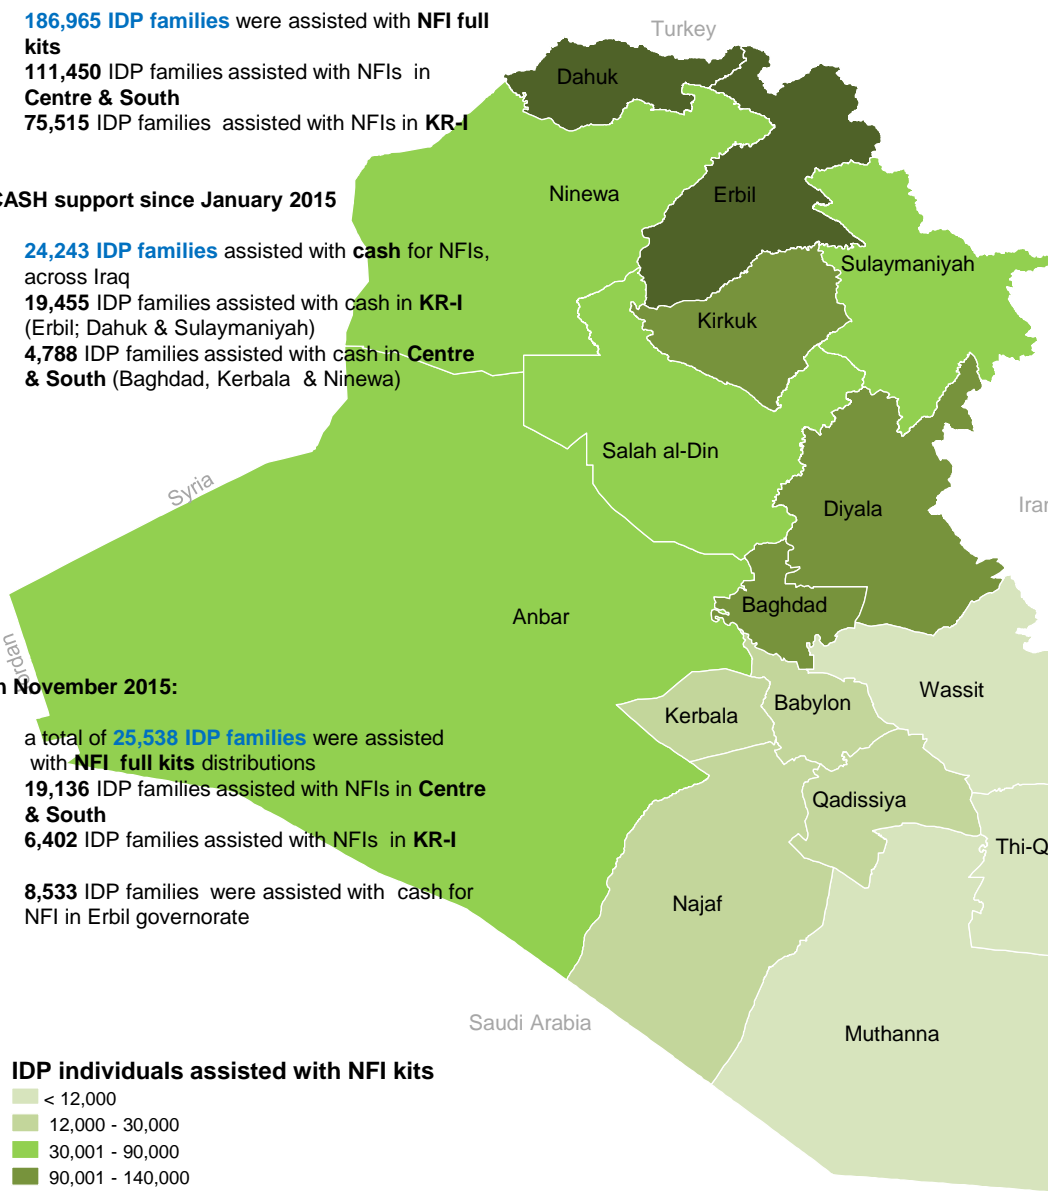 186,965 IDP families were assisted with NFI full
kits
111,450 IDP families assisted with NFIs in
Centre & South
75,515 IDP families assisted with NFIs in KR-I
CASH support since January 2015
24,243 IDP families assisted with cash for NFIs,
across Iraq
19,455 IDP families assisted with cash in KR-I
(Erbil; Dahuk & Sulaymaniyah)
4,788 IDP families assisted with cash in Centre
& South (Baghdad, Kerbala & Ninewa)
n November 2015:
a total of 25,538 IDP families were assisted
with NFI full kits distributions
19,136 IDP families assisted with NFIs in Centre
& South
6,402 IDP families assisted with NFIs in KR-I
8,533 IDP families were assisted with cash for
NFI in Erbil governorate
Turkey
Dahuk
Ninewa
Erbil
Sulaymaniyah
Kirkuk
Salah al-Din
Syria
Diyala
Iran
Baghdad
Anbar
Jordan
Wassit
Babylon
Kerbala
Qadissiya
Thi-Q
Najaf
Saudi Arabia
Muthanna
IDP individuals assisted with NFI kits
< 12,000
12,000 - 30,000
30,001 - 90,000
90,001 - 140,000